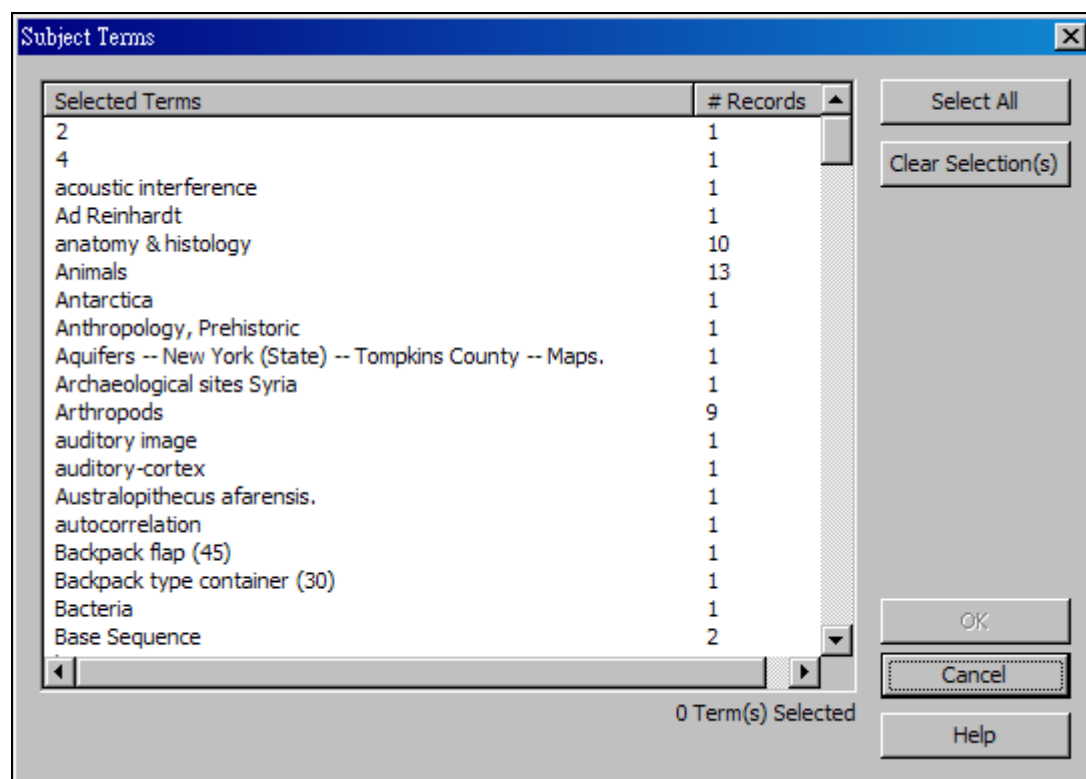 Subject Terms
Selected Terms # Records
2 1
4 1
acoustic interference 1
Ad Reinhardt 1
anatomy & histology 10
Animals 13
Antarctica 1
Anthropology, Prehistoric 1
Aquifers -- New York (State) -- Tompkins County -- Maps. 1
Archaeological sites Syria 1
Arthropods 9
auditory image 1
auditory-cortex 1
Australopithecus afarensis. 1
autocorrelation 1
Backpack flap (45) 1
Backpack type container (30) 1
Bacteria 1
Base Sequence 2
0 Term(s) Selected
Select All
Clear Selection(s)
OK
Cancel
Help